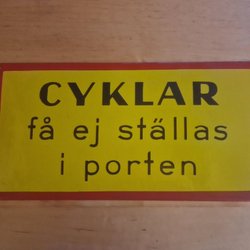 CYKLAR
få ej ställas
i porten